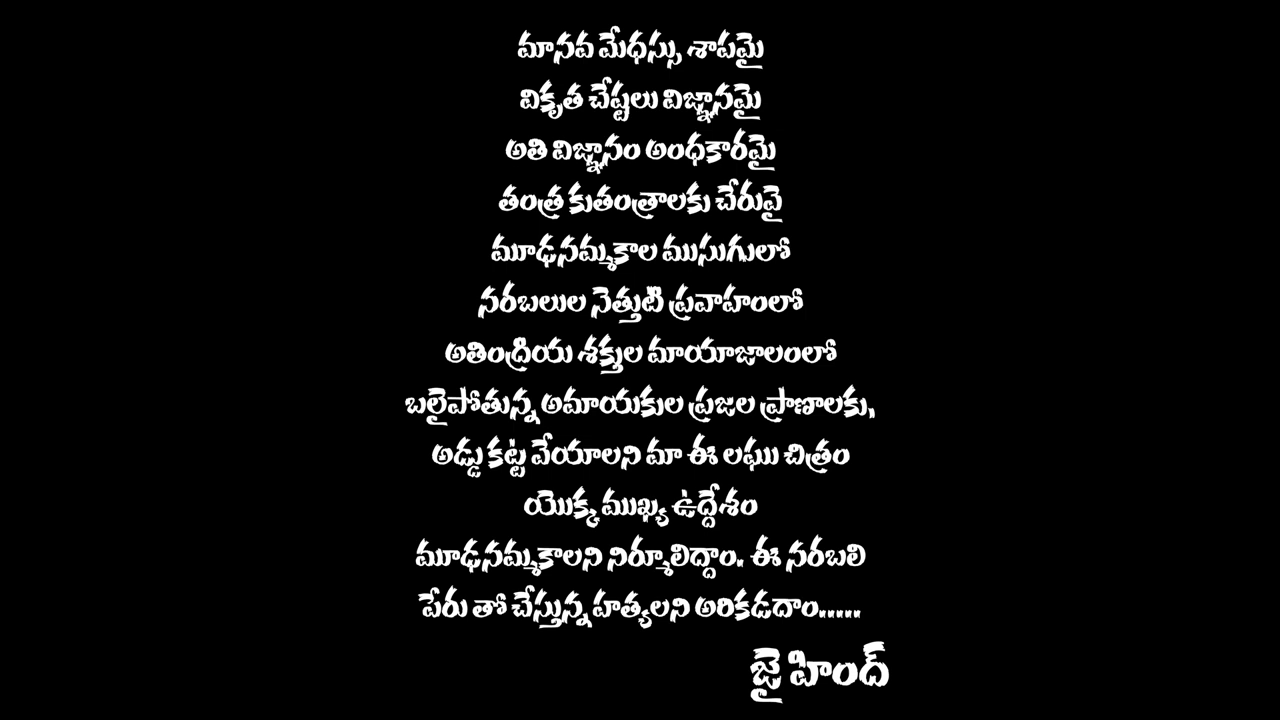 మానవ మేధస్సు శాపమై
వికృత చేష్టలు విజ్ఞానమై
అతి విజ్ఞానం అంధకారమై
తంత్ర కుతంత్రాలకు చేరువై
మూఢనమ్మకాల ముసుగులో
నరబలుల నెత్తుటి ప్రవాహంలో
అతింద్రియ శక్తుల మాయాజాలంలో
బలైపోతున్న అమాయకుల ప్రజల ప్రాణాలకు,
అడ్డు కట్ట వేయాలని మా ఈ లఘు చిత్రం
యొక్క ముఖ్య ఉద్దేశం
మూఢనమ్మకాలని నిర్మూలిద్దాం. ఈ నరబలి
పేరు తో చేస్తున్న హత్యలని అరికడదాం.....
జై హింద్